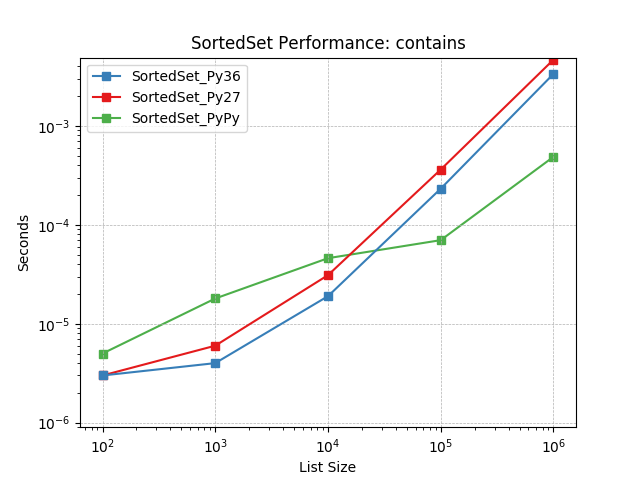 SortedSet Performance: contains
SortedSet_Py36
SortedSet_Py27
SortedSet_PyPy
Seconds
10⁻³
10⁻⁴
10⁻⁵
10⁻⁶
10² 10³ 10⁴ 10⁵ 10⁶
List Size